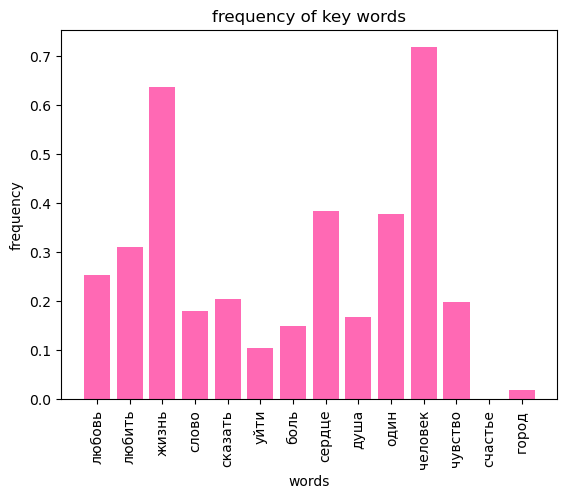 frequency of key words
frequency
0.7
0.6
0.5
0.4
0.3
0.2
0.1
0.0
любовь
любить
жизнь
слово
сказать
уйти
боль
сердце
душа
один
человек
чувство
счастье
город
words